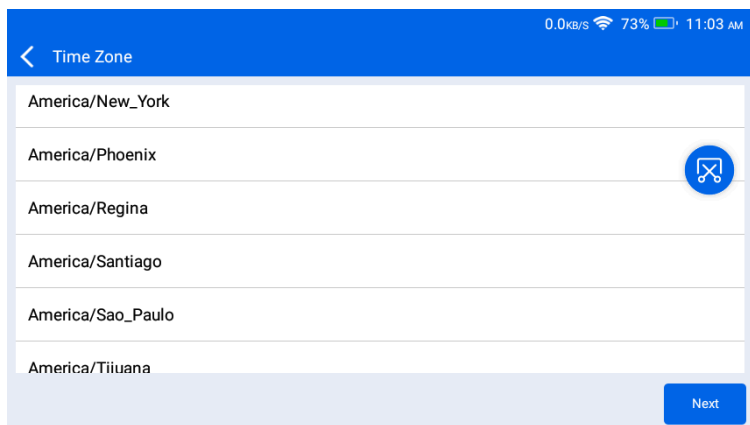 0.0KB/S 73% 11:03 AM
Time Zone
America/New_York
America/Phoenix
America/Regina
America/Santiago
America/Sao_Paulo
America/Tijuana
Next